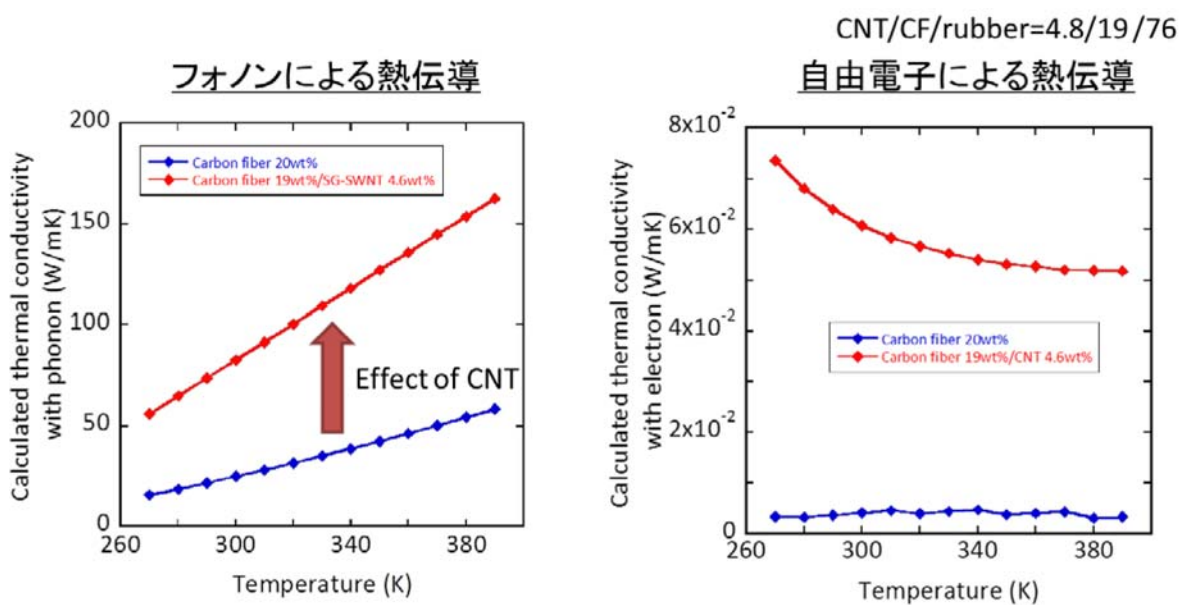 CNT/CF/rubber=4.8/19/76
フォノンによる熱伝導
200
150
100
50
0
260
300
340
380
Calculated thermal conductivity
with phonon (W/mK)
Temperature (K)
Carbon fiber 20wt%
Carbon fiber 19wt%/SG-SWNT 4.6wt%
Effect of CNT
自由電子による熱伝導
8x10⁻²
6x10⁻²
4x10⁻²
2x10⁻²
0
260
300
340
380
Calculated thermal conductivity
with electron (W/mK)
Temperature (K)
Carbon fiber 20wt%
Carbon fiber 19wt%/CNT 4.6wt%